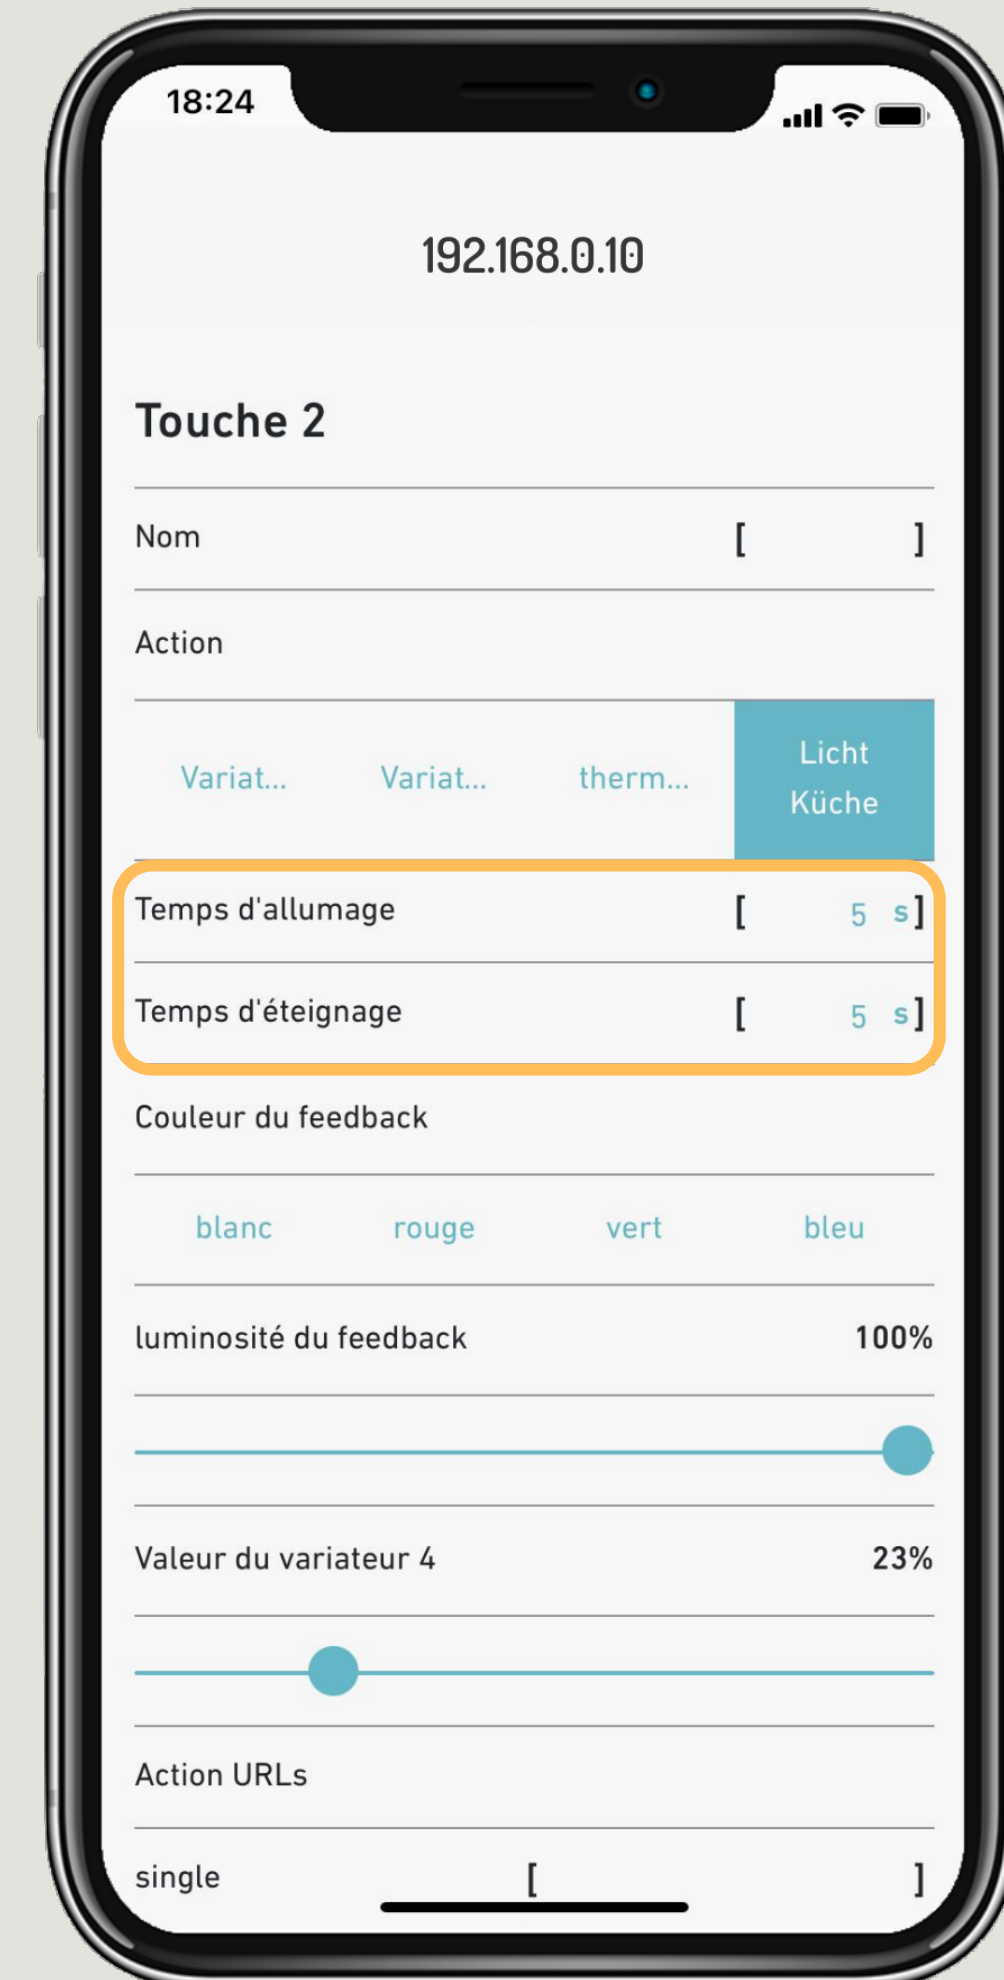 18:24
192.168.0.10
Touche 2
Nom [ ]
Action
Variat... Variat... therm... Licht Küche
Temps d'allumage [ 5 s]
Temps d'éteignage [ 5 s]
Couleur du feedback
blanc rouge vert bleu
luminosité du feedback 100%
Valeur du variateur 4 23%
Action URLs
single [ ]